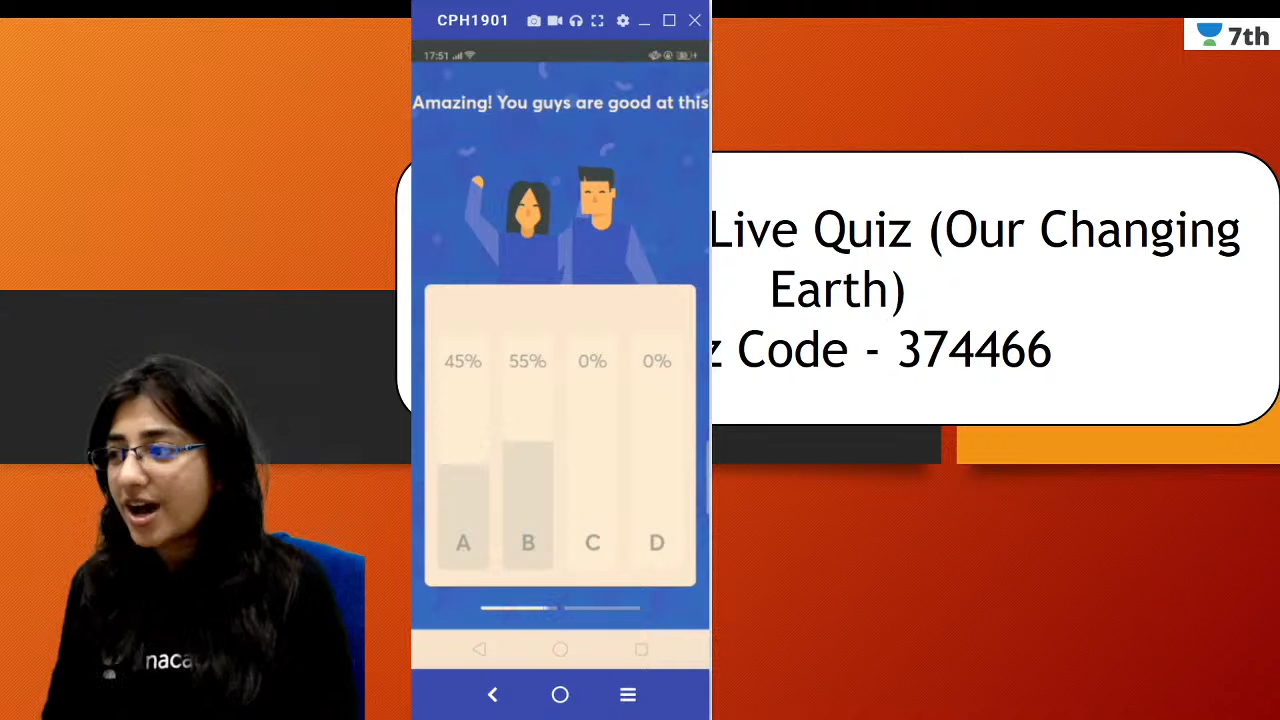 CPH1901
7th
17:51
Amazing! You guys are good at this
Live Quiz (Our Changing
Earth)
z Code - 374466
45% 55% 0% 0%
A B C D
naca